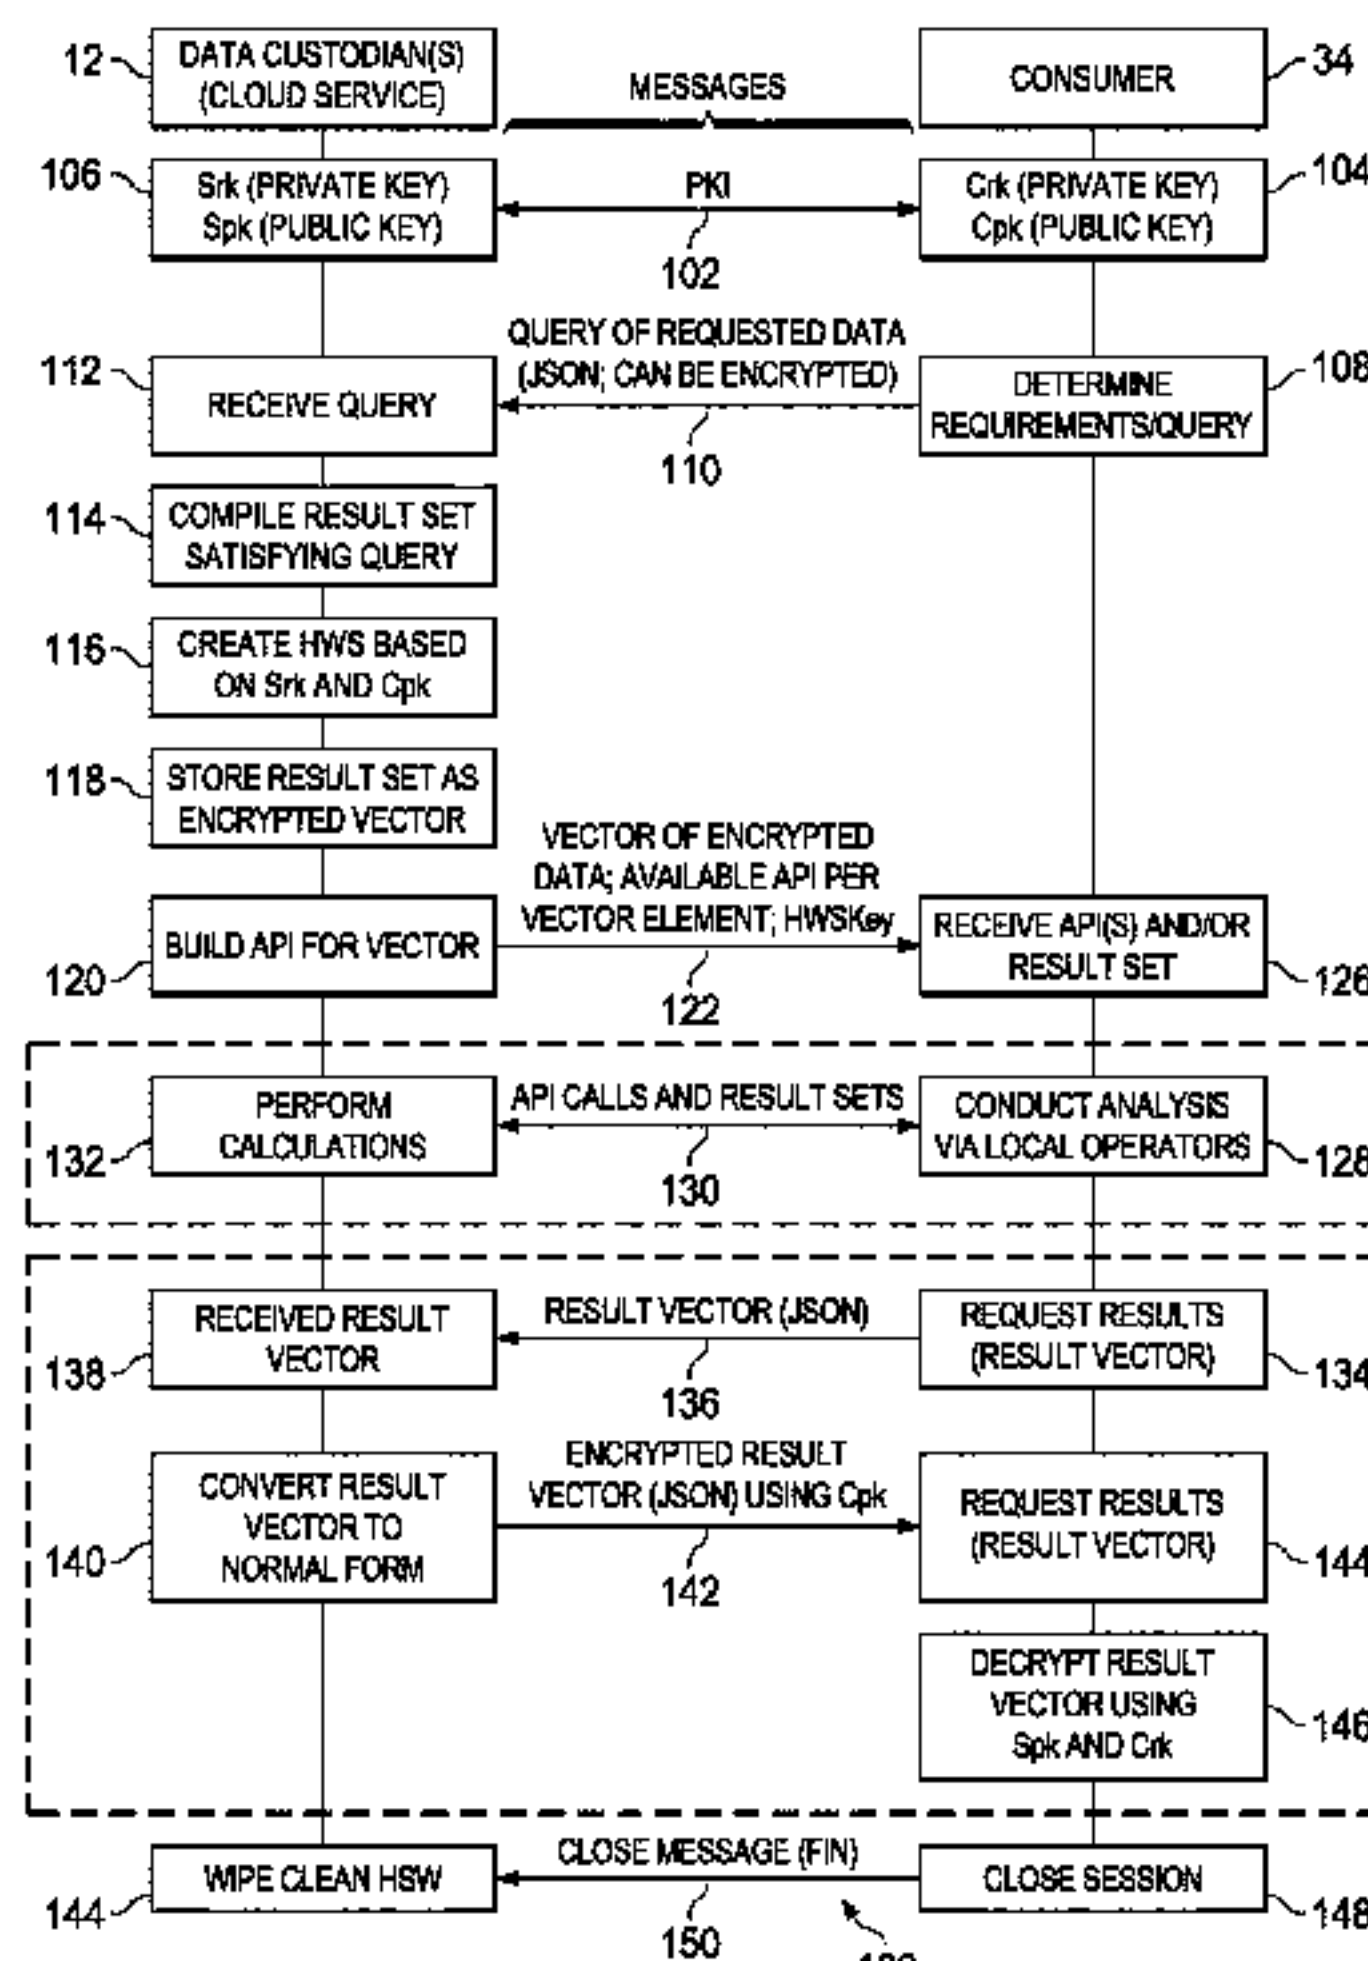 12
DATA CUSTODIAN(S)
(CLOUD SERVICE)
MESSAGES
CONSUMER
34
106
Srk (PRIVATE KEY)
Spk (PUBLIC KEY)
PKI
102
Crk (PRIVATE KEY)
Cpk (PUBLIC KEY)
104
112
RECEIVE QUERY
QUERY OF REQUESTED DATA
(JSON; CAN BE ENCRYPTED)
110
DETERMINE
REQUIREMENTS/QUERY
108
114
COMPILE RESULT SET
SATISFYING QUERY
116
CREATE HWS BASED
ON Srk AND Cpk
118
STORE RESULT SET AS
ENCRYPTED VECTOR
120
BUILD API FOR VECTOR
VECTOR OF ENCRYPTED
DATA; AVAILABLE API PER
VECTOR ELEMENT; HWSKey
122
RECEIVE API(S) AND/OR
RESULT SET
126
132
PERFORM
CALCULATIONS
API CALLS AND RESULT SETS
130
CONDUCT ANALYSIS
VIA LOCAL OPERATORS
128
138
RECEIVED RESULT
VECTOR
RESULT VECTOR (JSON)
136
REQUEST RESULTS
(RESULT VECTOR)
134
140
CONVERT RESULT
VECTOR TO
NORMAL FORM
ENCRYPTED RESULT
VECTOR (JSON) USING Cpk
142
REQUEST RESULTS
(RESULT VECTOR)
144
DECRYPT RESULT
VECTOR USING
Spk AND Crk
146
144
WIPE CLEAN HSW
CLOSE MESSAGE (FIN)
150
CLOSE SESSION
148